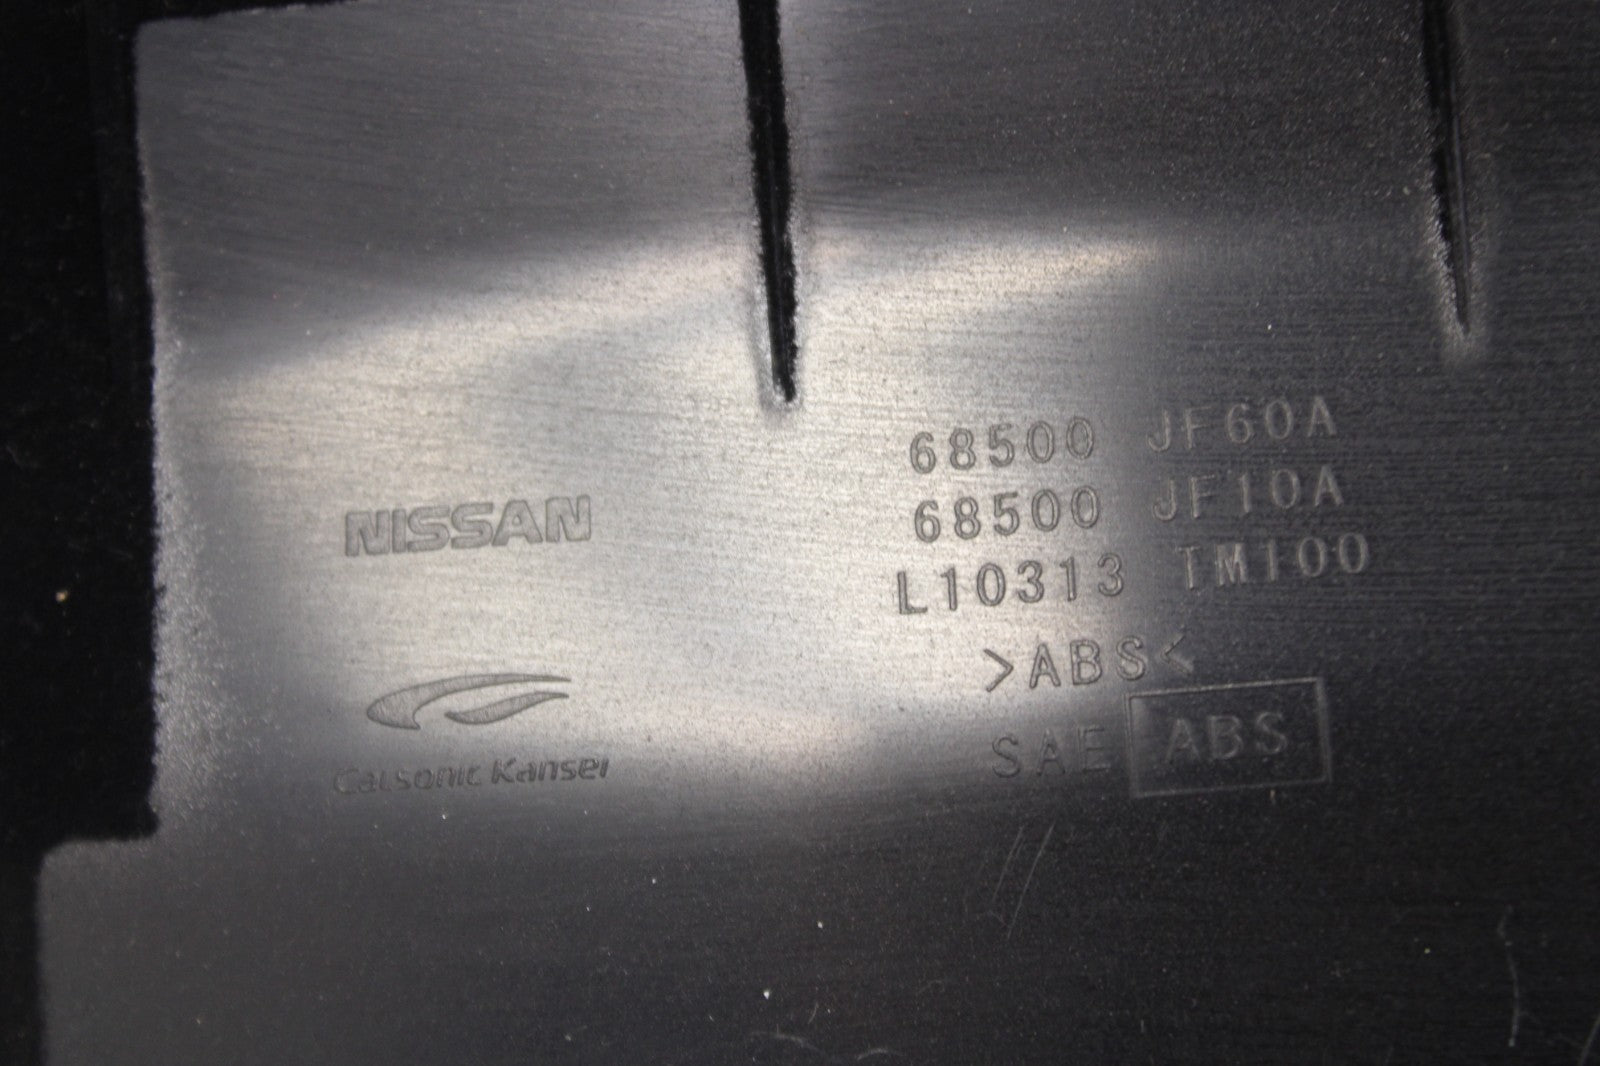 NISSAN
Calsonic Kansei
68500 JF60A
68500 JF10A
L10313 TM100
>ABS<
SAE ABS